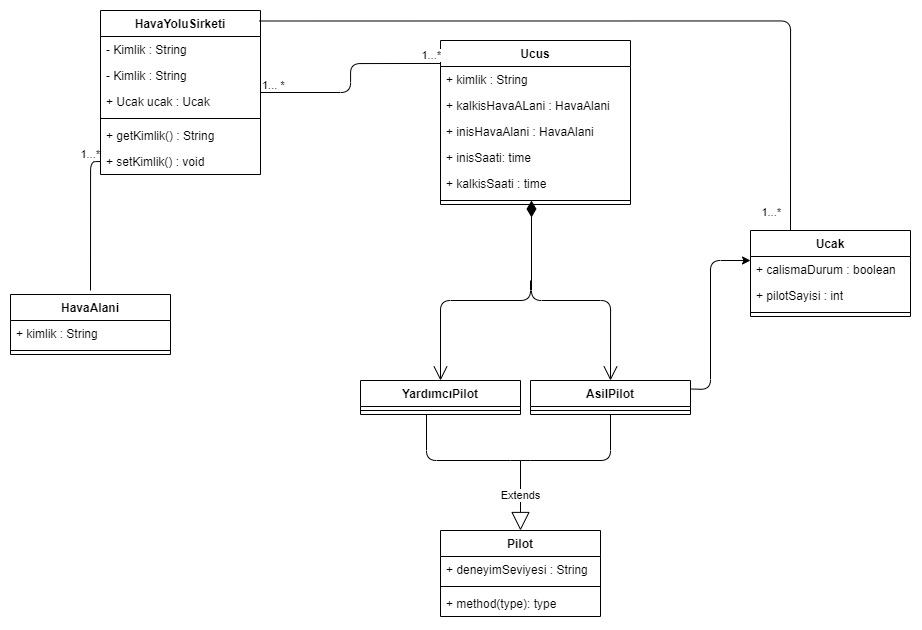 HavaYoluSirketi
- Kimlik : String
- Kimlik : String
+ Ucak ucak : Ucak
+ getKimlik() : String
+ setKimlik() : void
1...*
1... *
1...*
Ucus
+ kimlik : String
+ kalkisHavaALani : HavaAlani
+ inisHavaAlani : HavaAlani
+ inisSaati: time
+ kalkisSaati : time
1...*
Ucak
+ calismaDurum : boolean
+ pilotSayisi : int
HavaAlani
+ kimlik : String
YardımcıPilot
AsilPilot
Extends
Pilot
+ deneyimSeviyesi : String
+ method(type): type